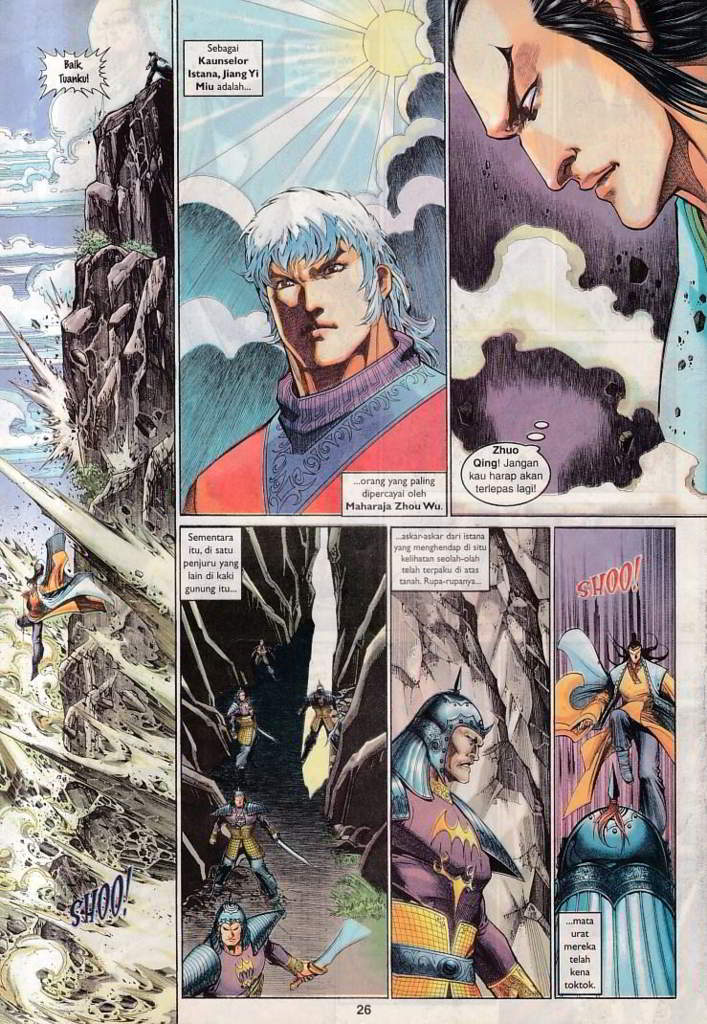 Baik,
Tuanku!
Sebagai
Kaunselor
Istana, Jiang Yi
Miu adalah...
...orang yang paling
dipercayai oleh
Maharaja Zhou Wu.
Zhuo
Qing! Jangan
kau harap akan
terlepas lagi!
SHOO!
Sementara
itu, di satu
penjuru yang
lain di kaki
gunung itu...
...askar-askar dari istana
yang menghendap di situ
kelihatan seolah-olah
telah terpaku di atas
tanah. Rupa-rupanya...
SHOO!
...mata
urat
mereka
telah
kena
toktok.
26